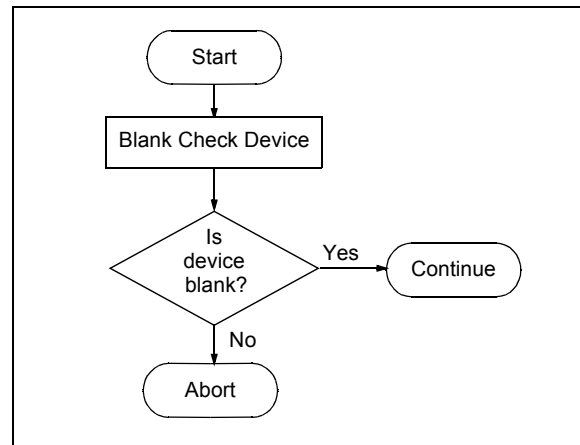 Start
Blank Check Device
Is
device
blank?
Yes
Continue
No
Abort